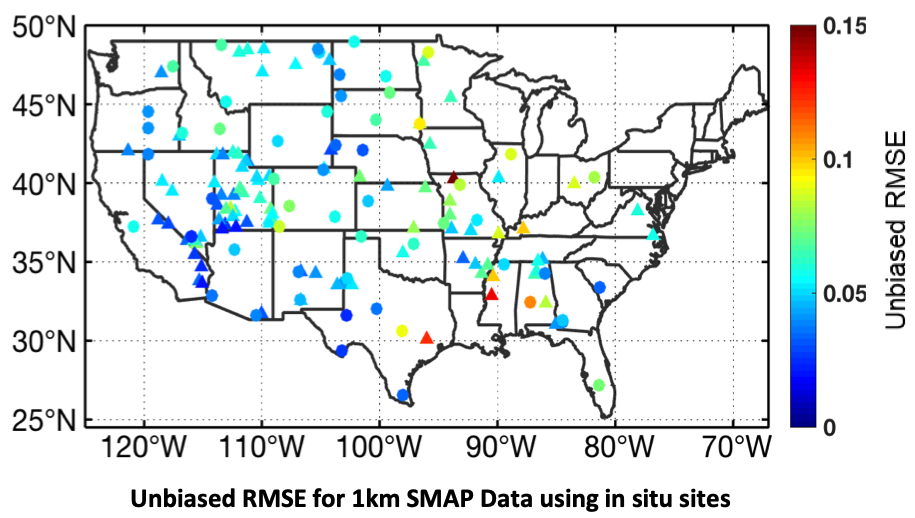 50°N
45°N
40°N
35°N
30°N
25°N
120°W 110°W 100°W 90°W 80°W 70°W
0.15
0.1
0.05
0
Unbiased RMSE
Unbiased RMSE for 1km SMAP Data using in situ sites